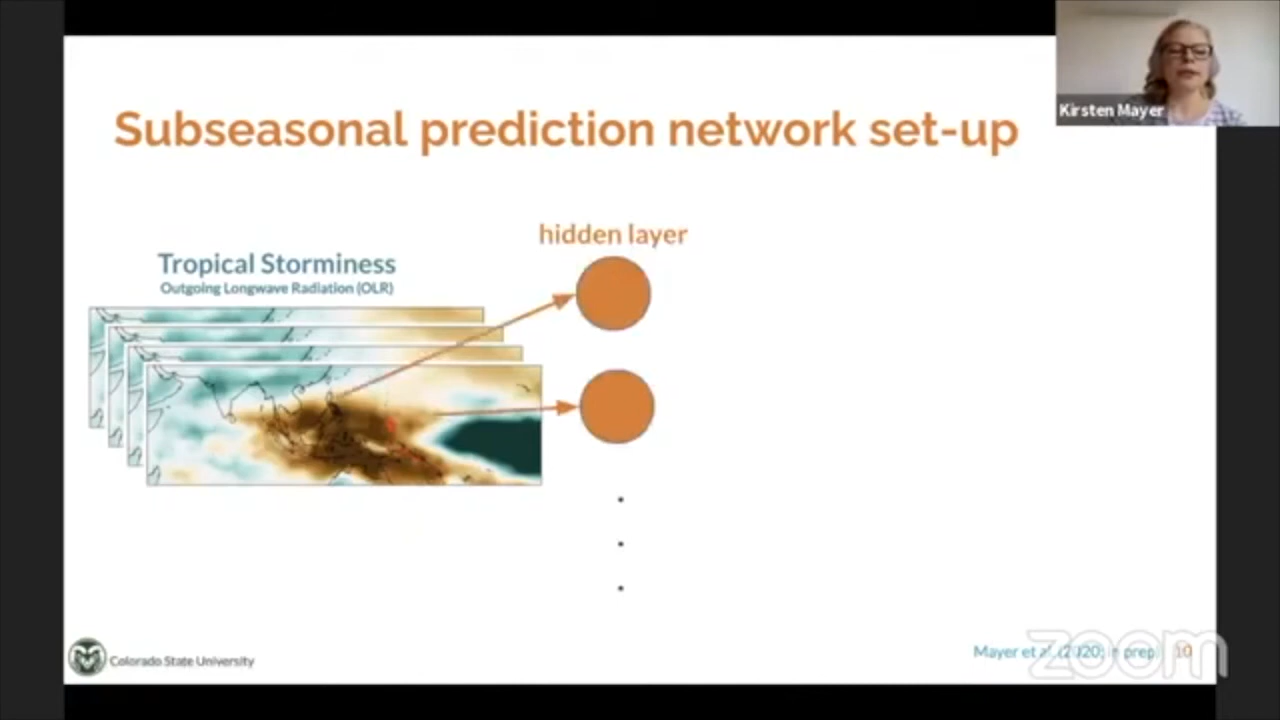 Kirsten Mayer
Subseasonal prediction network set-up
hidden layer
Tropical Storminess
Outgoing Longwave Radiation (OLR)
Colorado State University
Mayer et al. (2020; in prep) 10
zoom